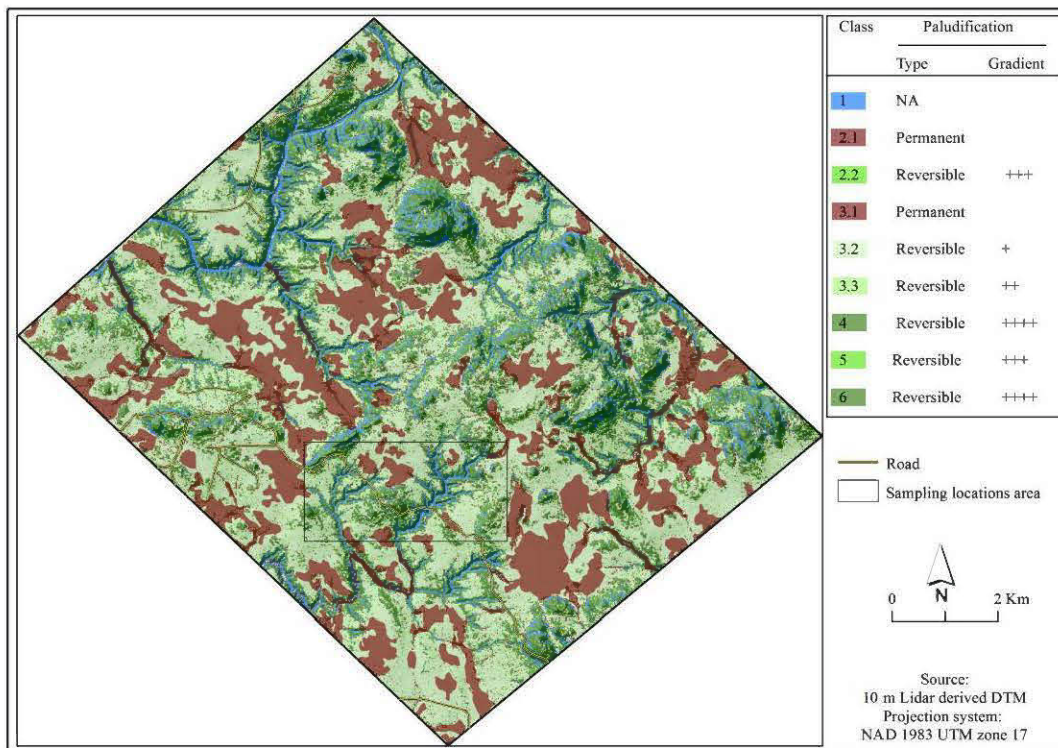 Class Paludification
Type Gradient
1 NA
2.1 Permanent
2.2 Reversible +++
3.1 Permanent
3.2 Reversible +
3.3 Reversible ++
4 Reversible ++++
5 Reversible +++
6 Reversible ++++
Road
Sampling locations area
N
0 2 Km
Source:
10 m Lidar derived DTM
Projection system:
NAD 1983 UTM zone 17